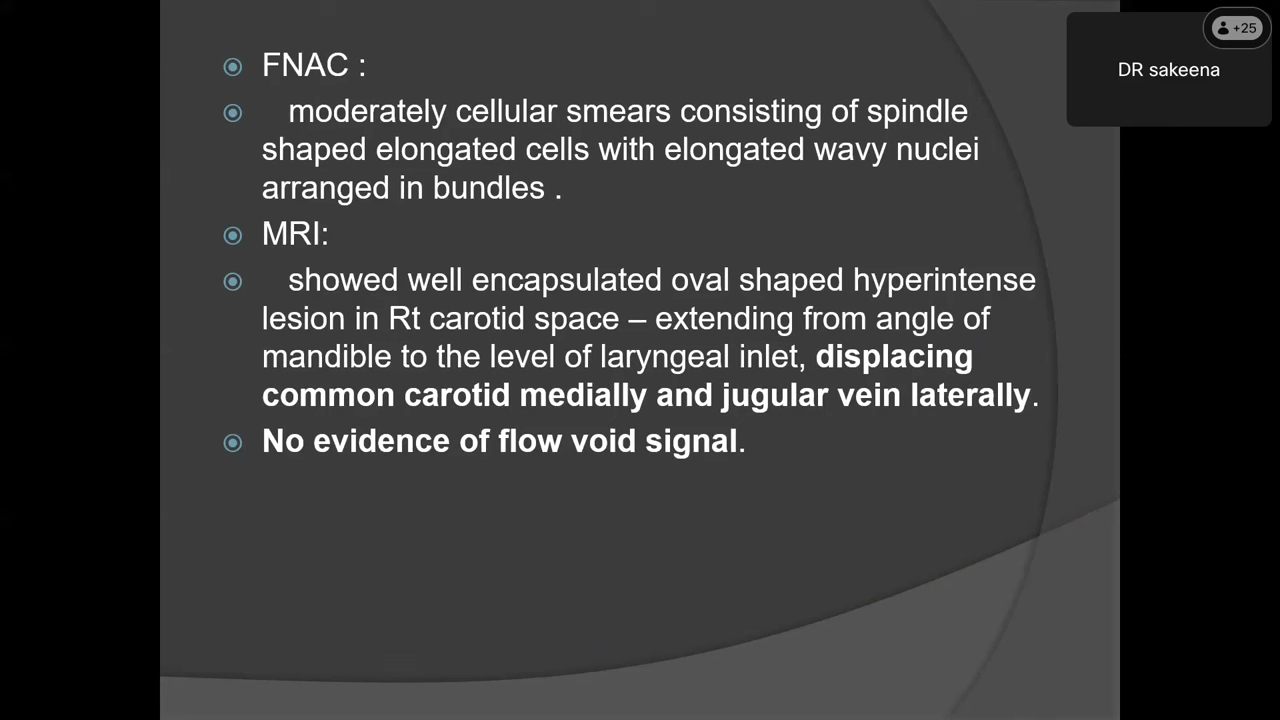 FNAC :
moderately cellular smears consisting of spindle
shaped elongated cells with elongated wavy nuclei
arranged in bundles .
MRI:
showed well encapsulated oval shaped hyperintense
lesion in Rt carotid space – extending from angle of
mandible to the level of laryngeal inlet, displacing
common carotid medially and jugular vein laterally.
No evidence of flow void signal.
+25
DR sakeena